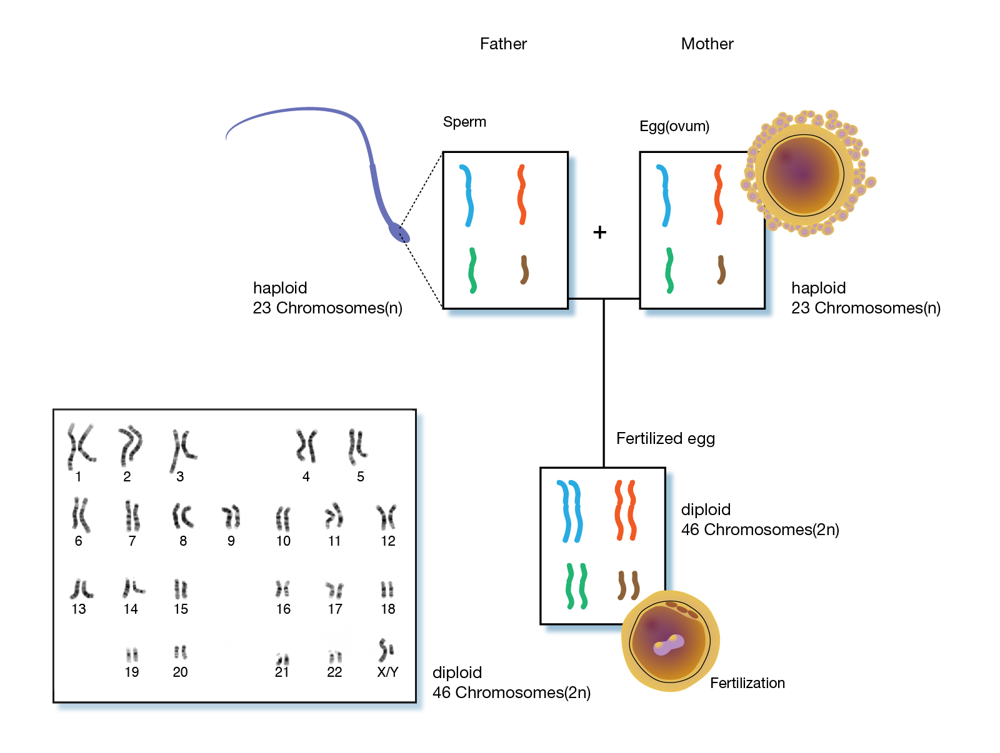 Father
Mother
Sperm
Egg(ovum)
+
haploid
23 Chromosomes(n)
haploid
23 Chromosomes(n)
Fertilized egg
diploid
46 Chromosomes(2n)
1 2 3 4 5
6 7 8 9 10 11 12
13 14 15 16 17 18
19 20 21 22 X/Y
diploid
46 Chromosomes(2n)
Fertilization